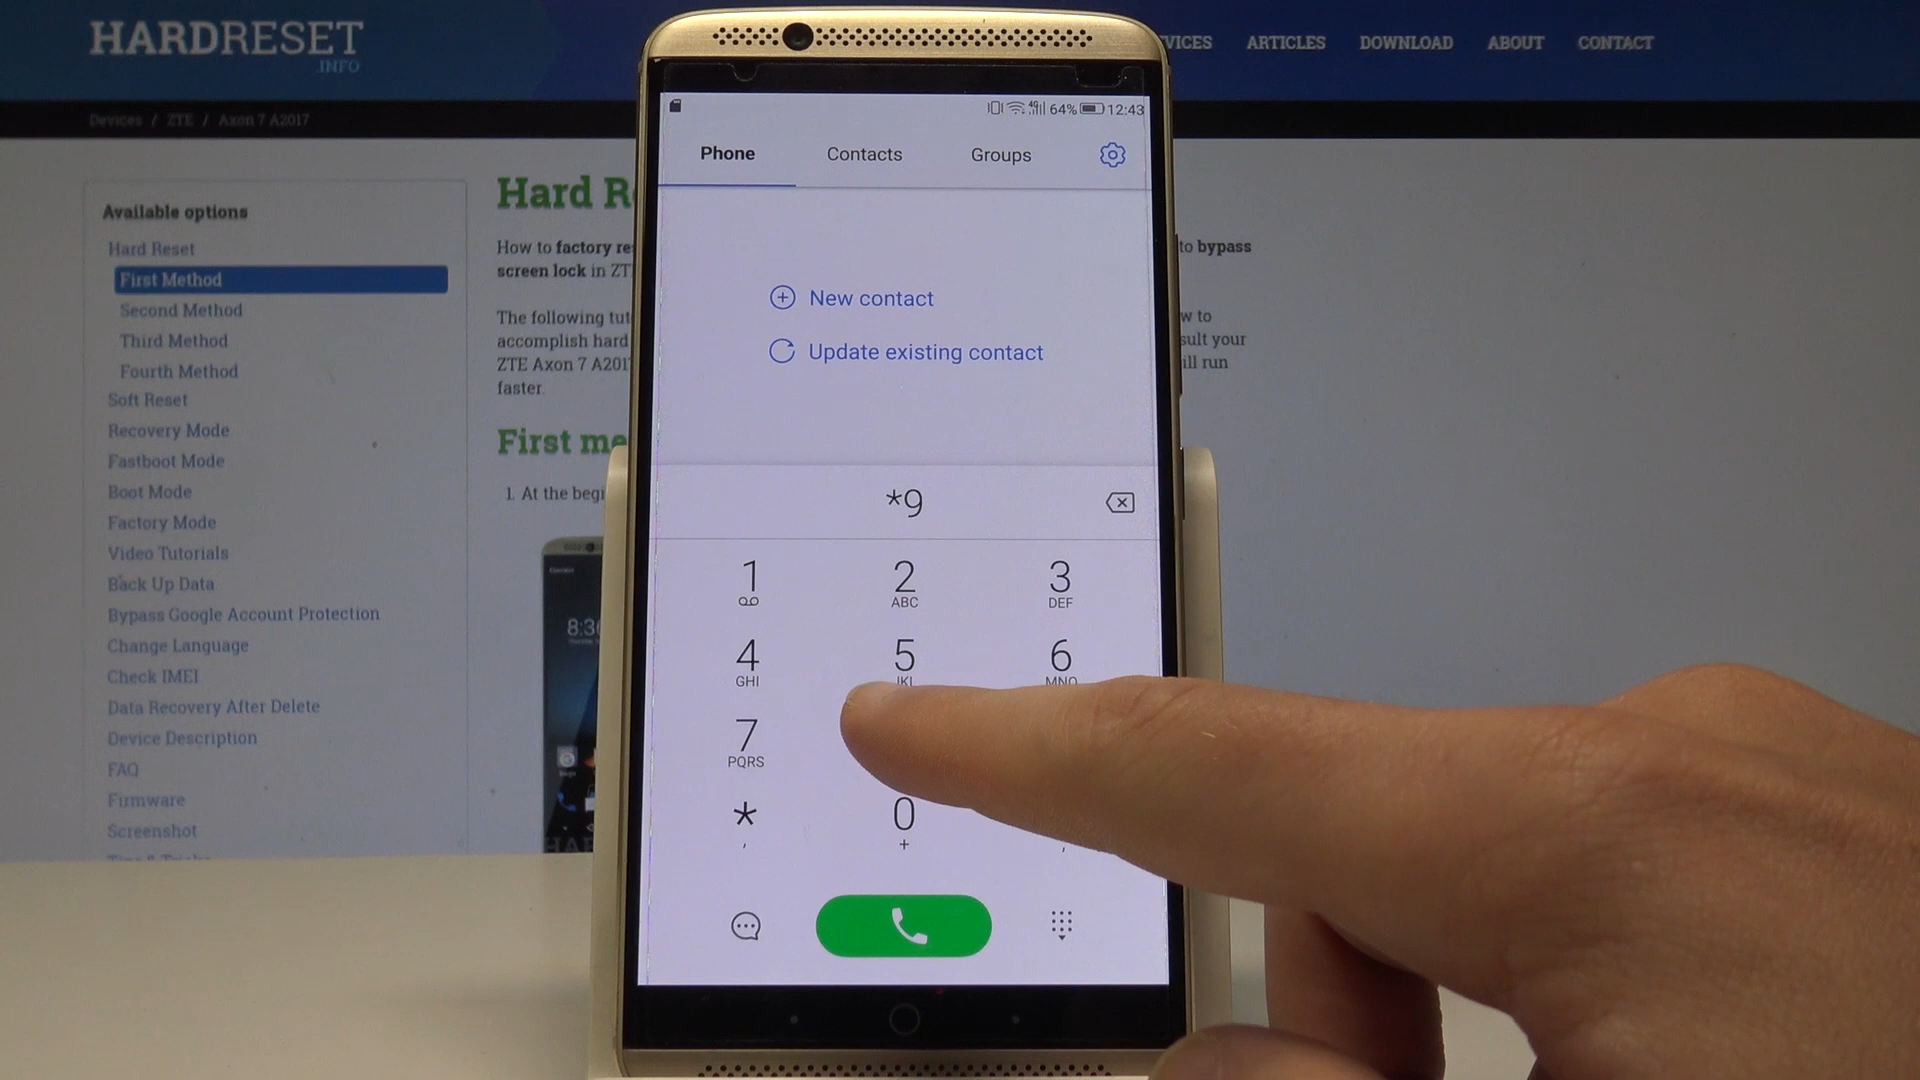 HARDRESET
.INFO
VICES ARTICLES DOWNLOAD ABOUT CONTACT
Devices / ZTE / Axon 7 A2017
Available options
Hard Reset
First Method
Second Method
Third Method
Fourth Method
Soft Reset
Recovery Mode
Fastboot Mode
Boot Mode
Factory Mode
Video Tutorials
Back Up Data
Bypass Google Account Protection
Change Language
Check IMEI
Data Recovery After Delete
Device Description
FAQ
Firmware
Screenshot
Hard R
How to factory re
to bypass
screen lock in ZT
The following tut
w to
accomplish hard
sult your
ZTE Axon 7 A201
ill run
faster.
First me
1. At the begi
8:36
4G 64% 12:43
Phone Contacts Groups
New contact
Update existing contact
*9
1 2 3
ABC DEF
4 5 6
GHI JKL MNO
7
PQRS
* 0
, + ,